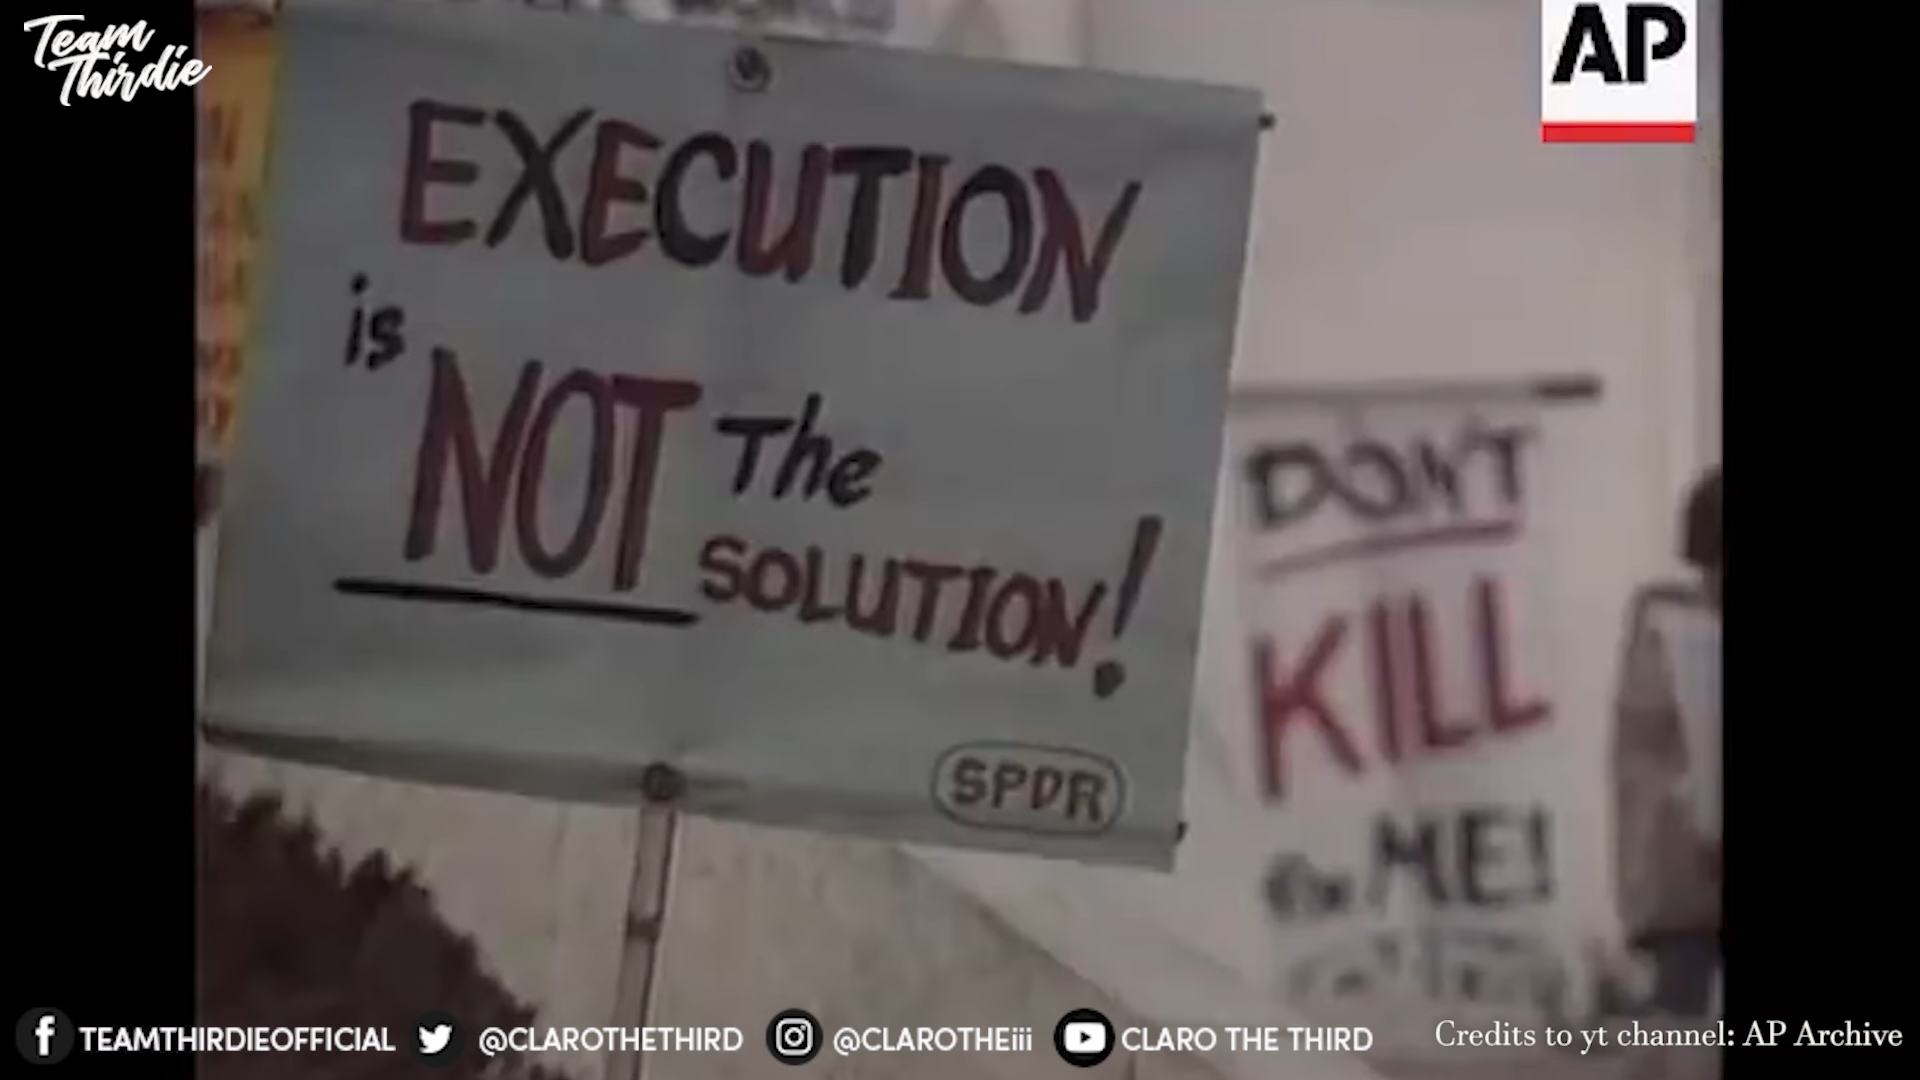 Team
Thirdie
AP
EXECUTION
is
NOT The
SOLUTION!
SPDR
DON'T
KILL
ME!
TEAMTHIRDIEOFFICIAL
@CLAROTHETHIRD
@CLAROTHEiii
CLARO THE THIRD
Credits to yt channel: AP Archive